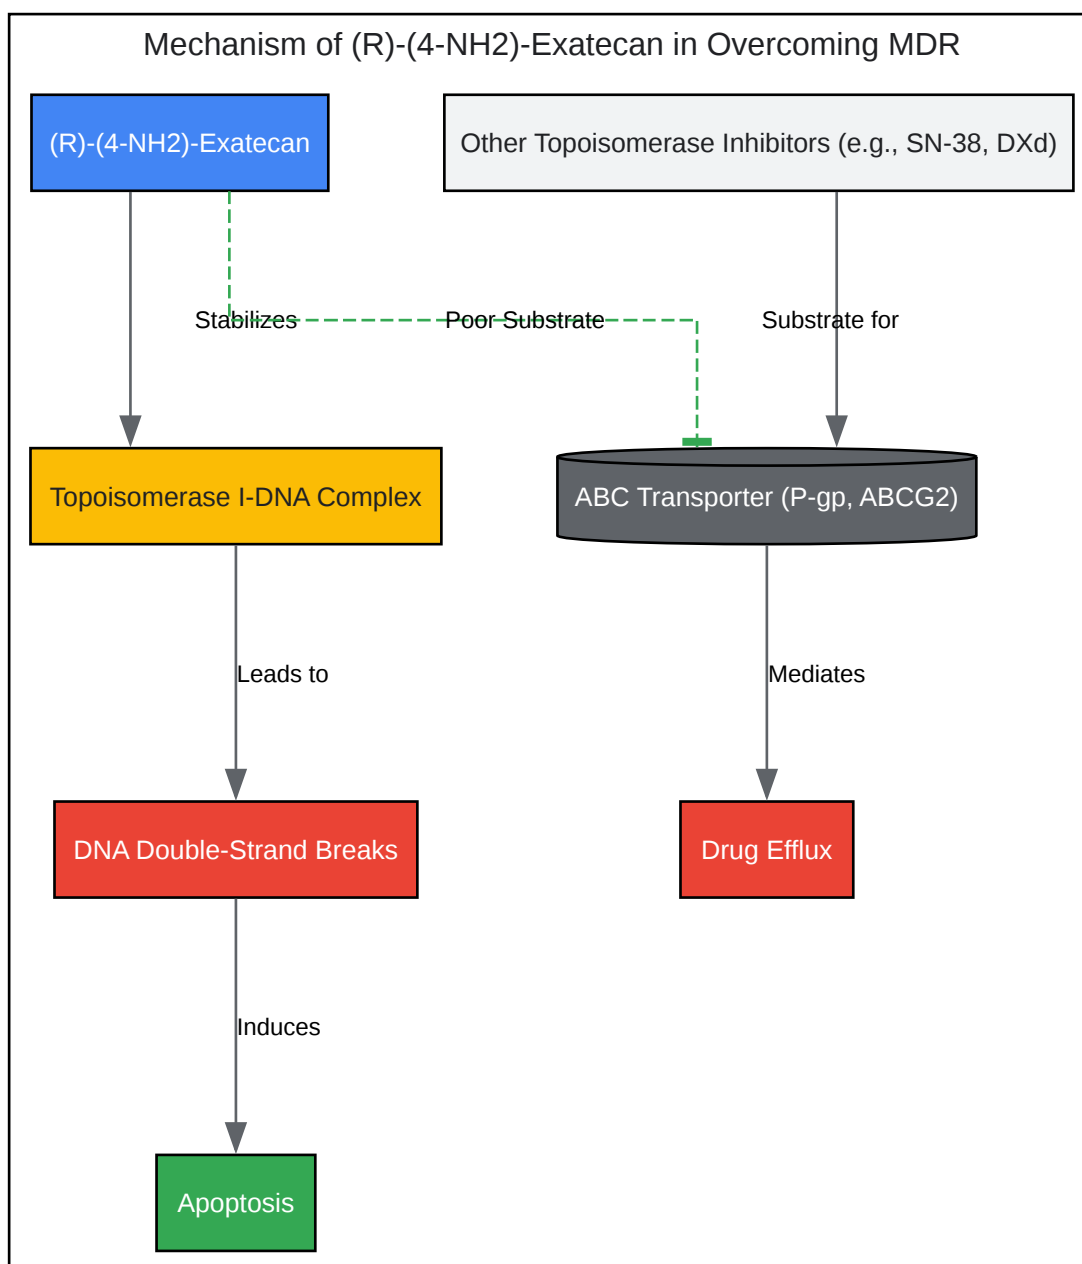 Mechanism of (R)-(4-NH2)-Exatecan in Overcoming MDR
(R)-(4-NH2)-Exatecan
Other Topoisomerase Inhibitors (e.g., SN-38, DXd)
Stabilizes
Poor Substrate
Substrate for
Topoisomerase I-DNA Complex
ABC Transporter (P-gp, ABCG2)
Leads to
Mediates
DNA Double-Strand Breaks
Drug Efflux
Induces
Apoptosis